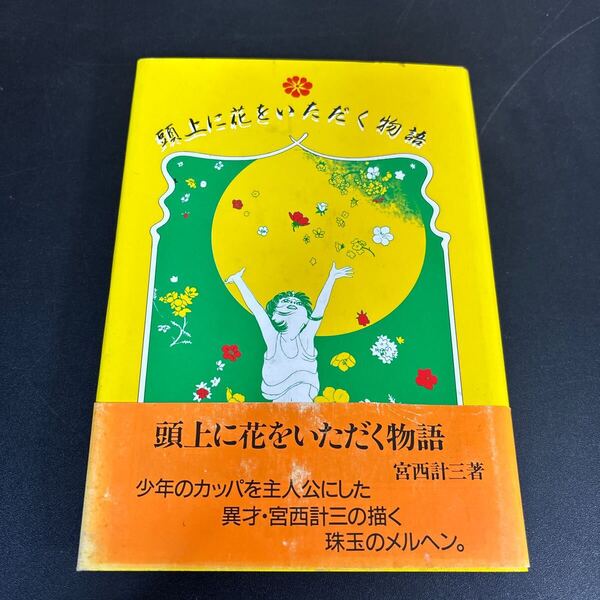 頭上に花をいただく物語
頭上に花をいただく物語
宮西計三著
少年のカッパを主人公にした
異才・宮西計三の描く
珠玉のメルヘン。